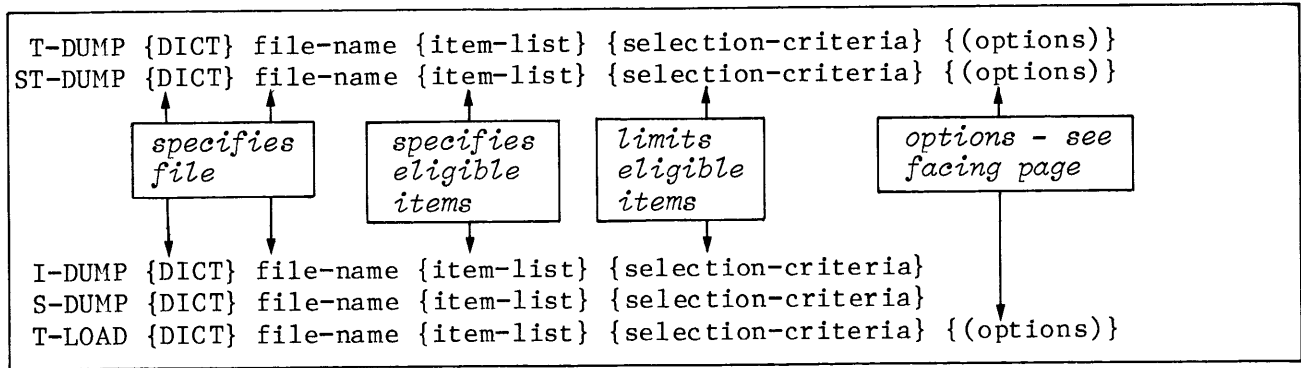 T-DUMP {DICT} file-name {item-list} {selection-criteria} {(options)}
ST-DUMP {DICT} file-name {item-list} {selection-criteria} {(options)}
specifies
file
specifies
eligible
items
limits
eligible
items
options - see
facing page
I-DUMP {DICT} file-name {item-list} {selection-criteria}
S-DUMP {DICT} file-name {item-list} {selection-criteria}
T-LOAD {DICT} file-name {item-list} {selection-criteria} {(options)}